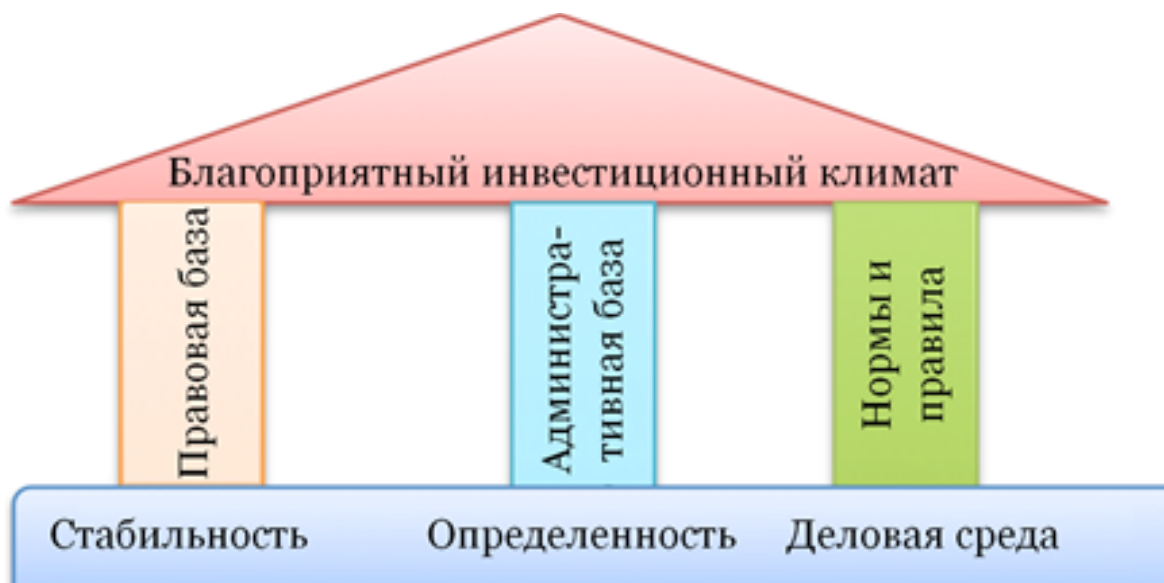 Благоприятный инвестиционный климат
Правовая база
Администра-
тивная база
Нормы и
правила
Стабильность
Определенность
Деловая среда